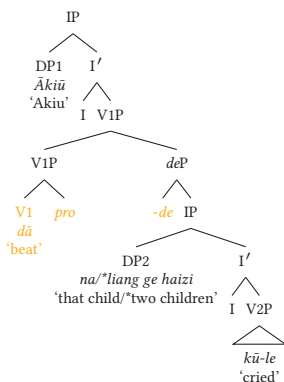 IP
DP1 I′
Ākiū
‘Akiu’ I V1P
V1P deP
V1 pro -de IP
dǎ
‘beat’
DP2 I′
na/*liang ge haizi
‘that child/*two children’ I V2P
kū-le
‘cried’